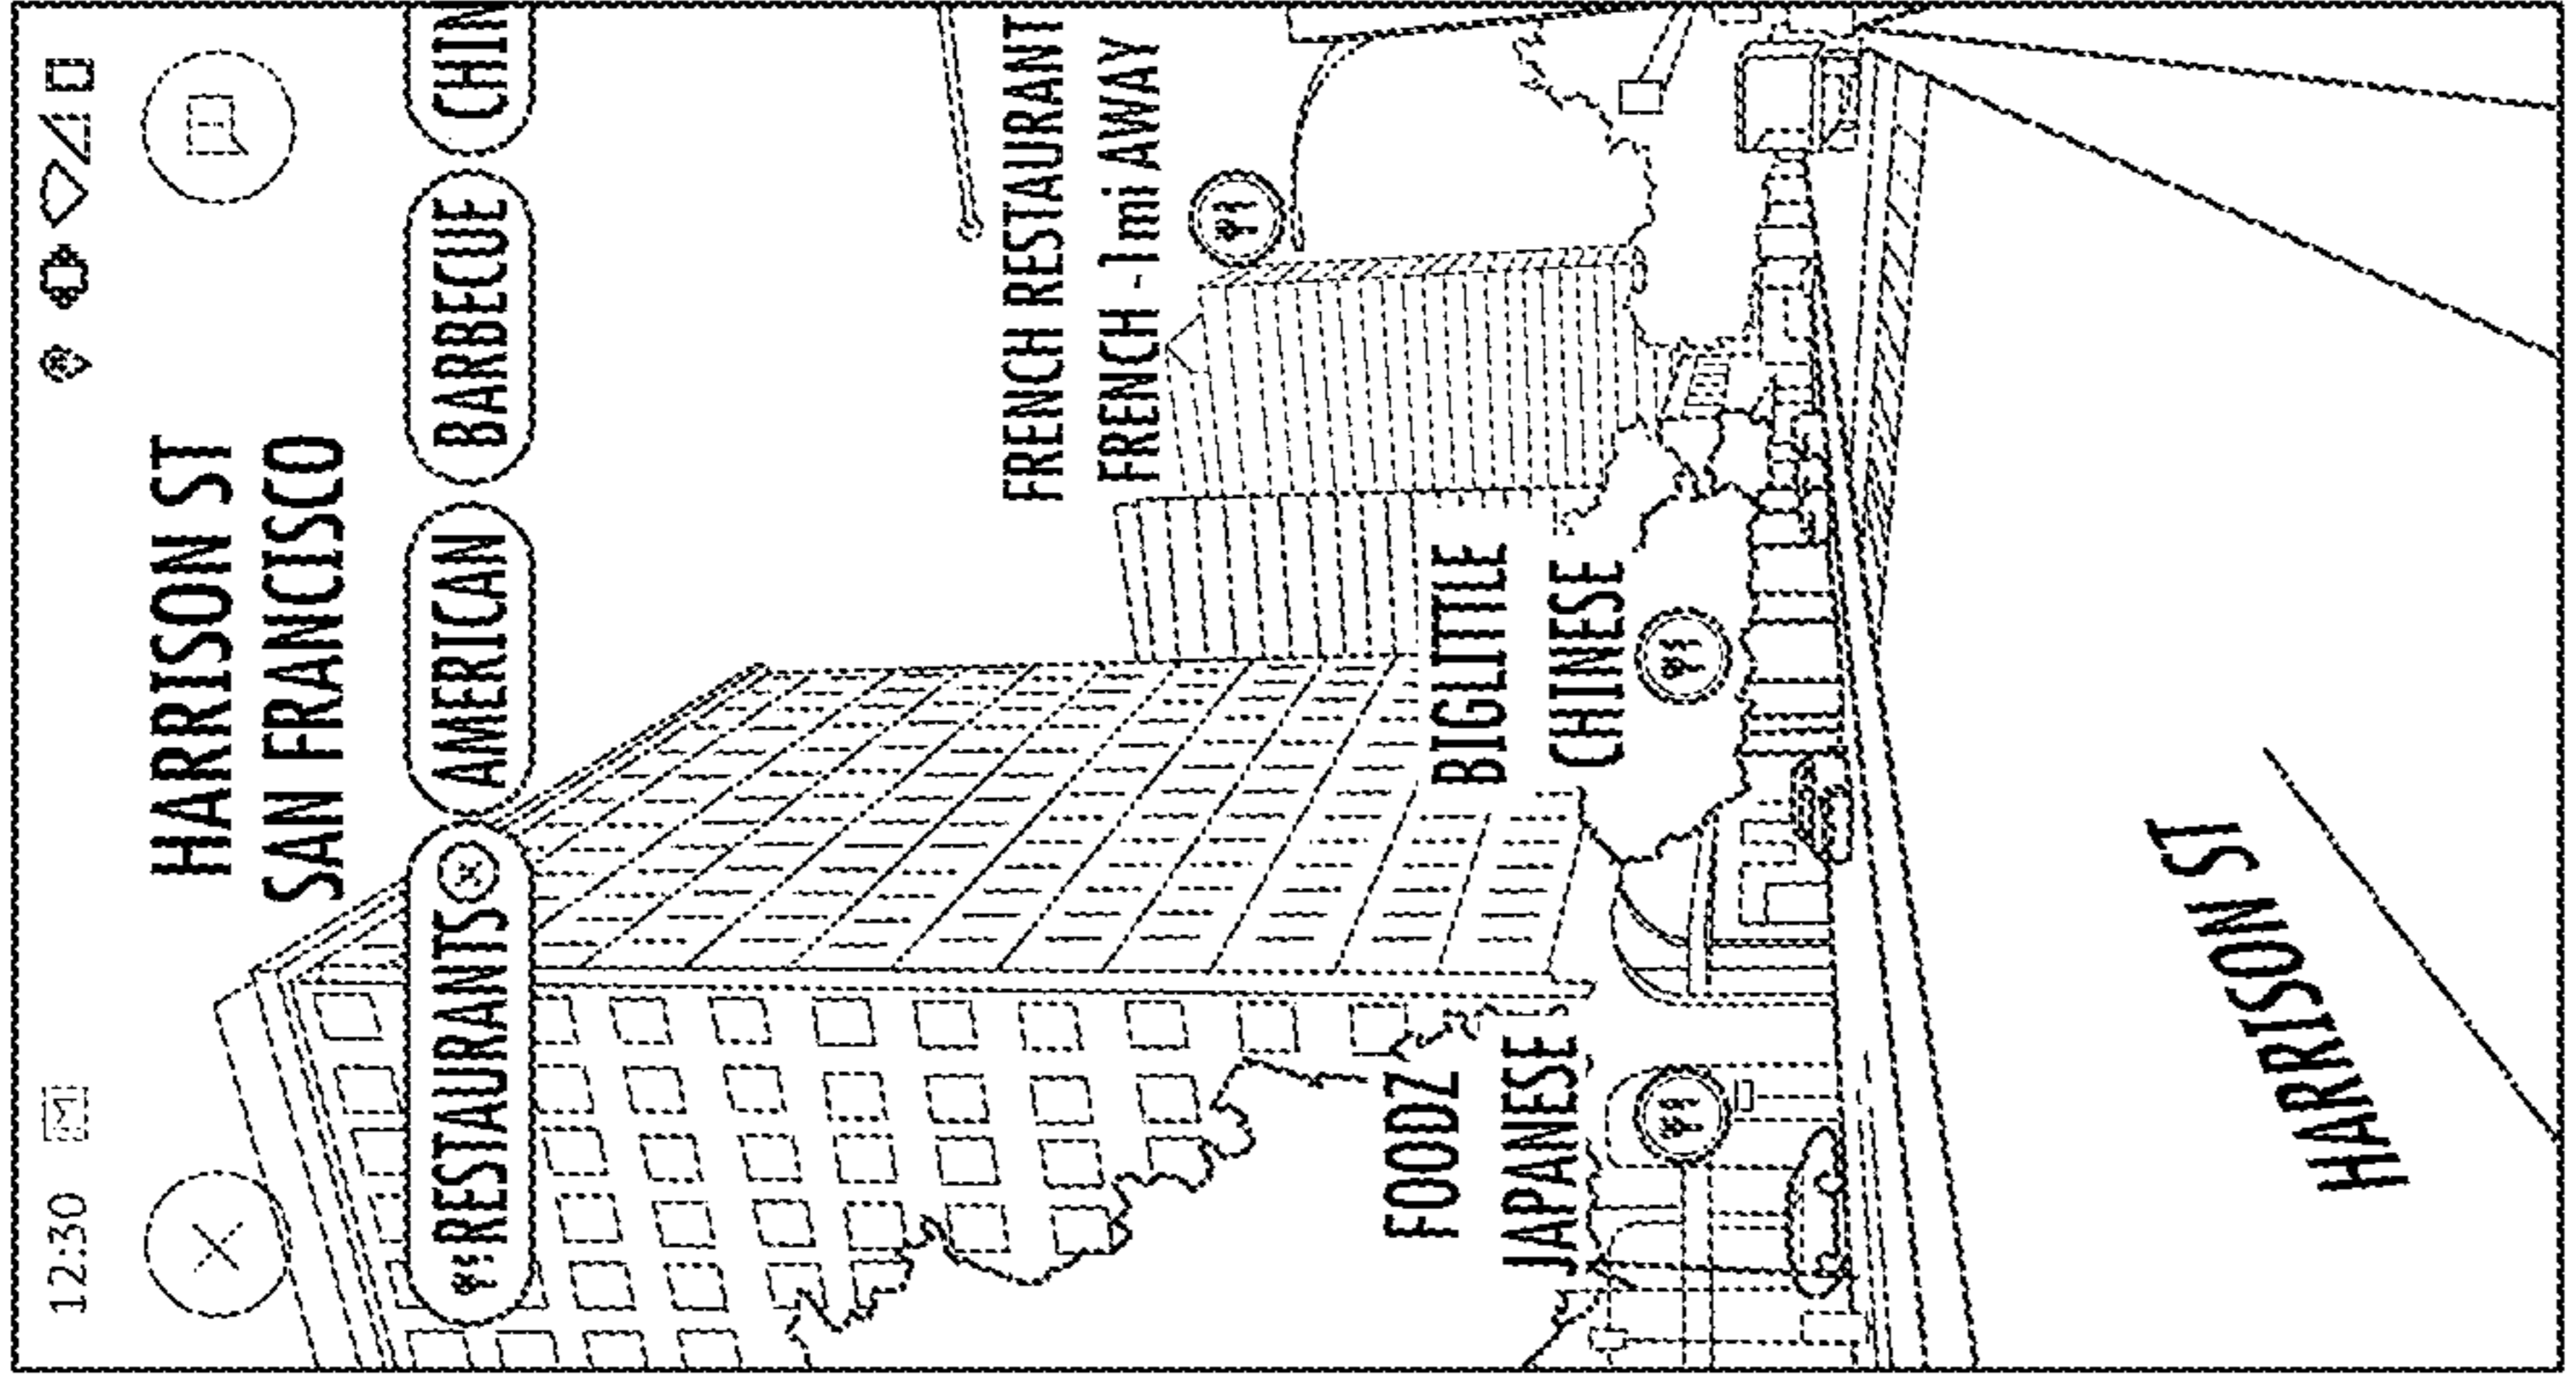 12:30
HARRISON ST
SAN FRANCISCO
RESTAURANTS
AMERICAN
BARBECUE
CHIN
FRENCH RESTAURANT
FRENCH - 1 mi AWAY
BIGLITTLE
CHINESE
FOODZ
JAPANESE
HARRISON ST